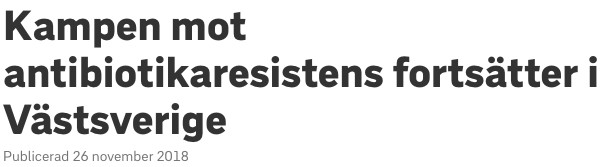 Kampen mot
antibiotikaresistens fortsätter i
Västsverige
Publicerad 26 november 2018